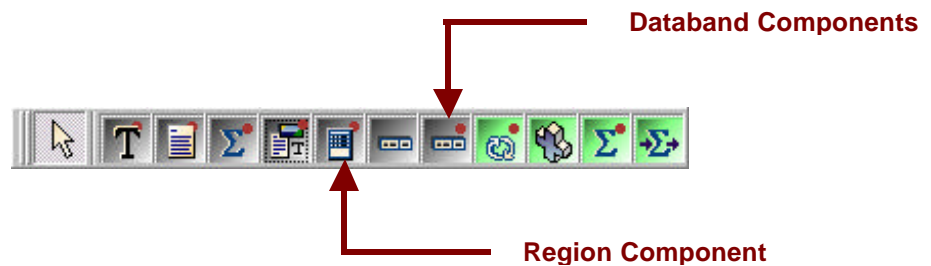 Databand Components
T
Σ
T
Σ
Σ
Region Component